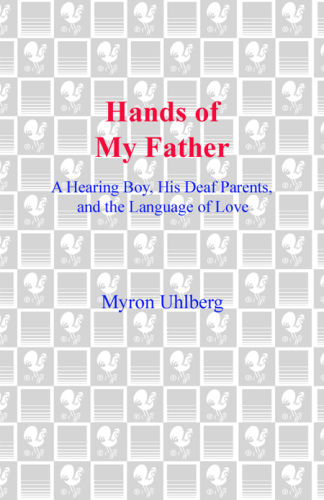 Hands of
My Father
A Hearing Boy, His Deaf Parents,
and the Language of Love
Myron Uhlberg